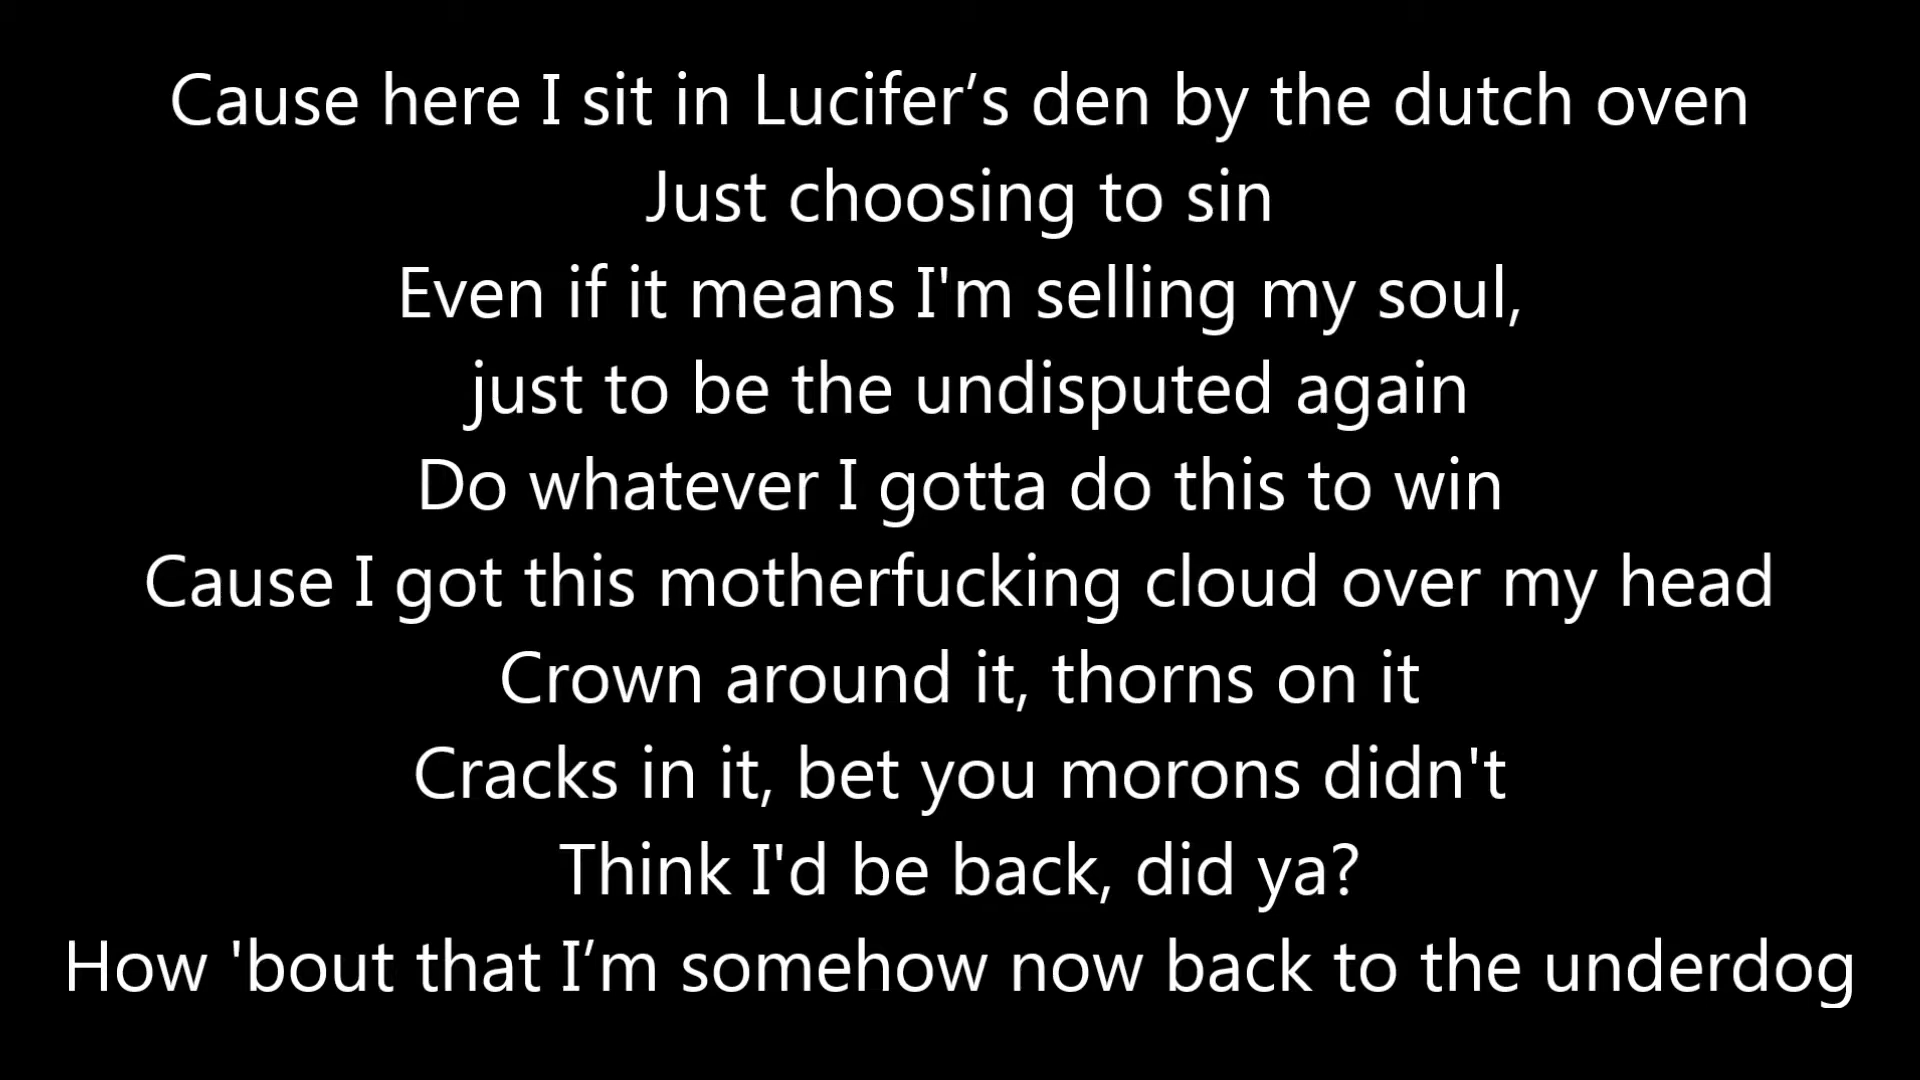 Cause here I sit in Lucifer’s den by the dutch oven
Just choosing to sin
Even if it means I'm selling my soul,
just to be the undisputed again
Do whatever I gotta do this to win
Cause I got this motherfucking cloud over my head
Crown around it, thorns on it
Cracks in it, bet you morons didn't
Think I'd be back, did ya?
How 'bout that I’m somehow now back to the underdog